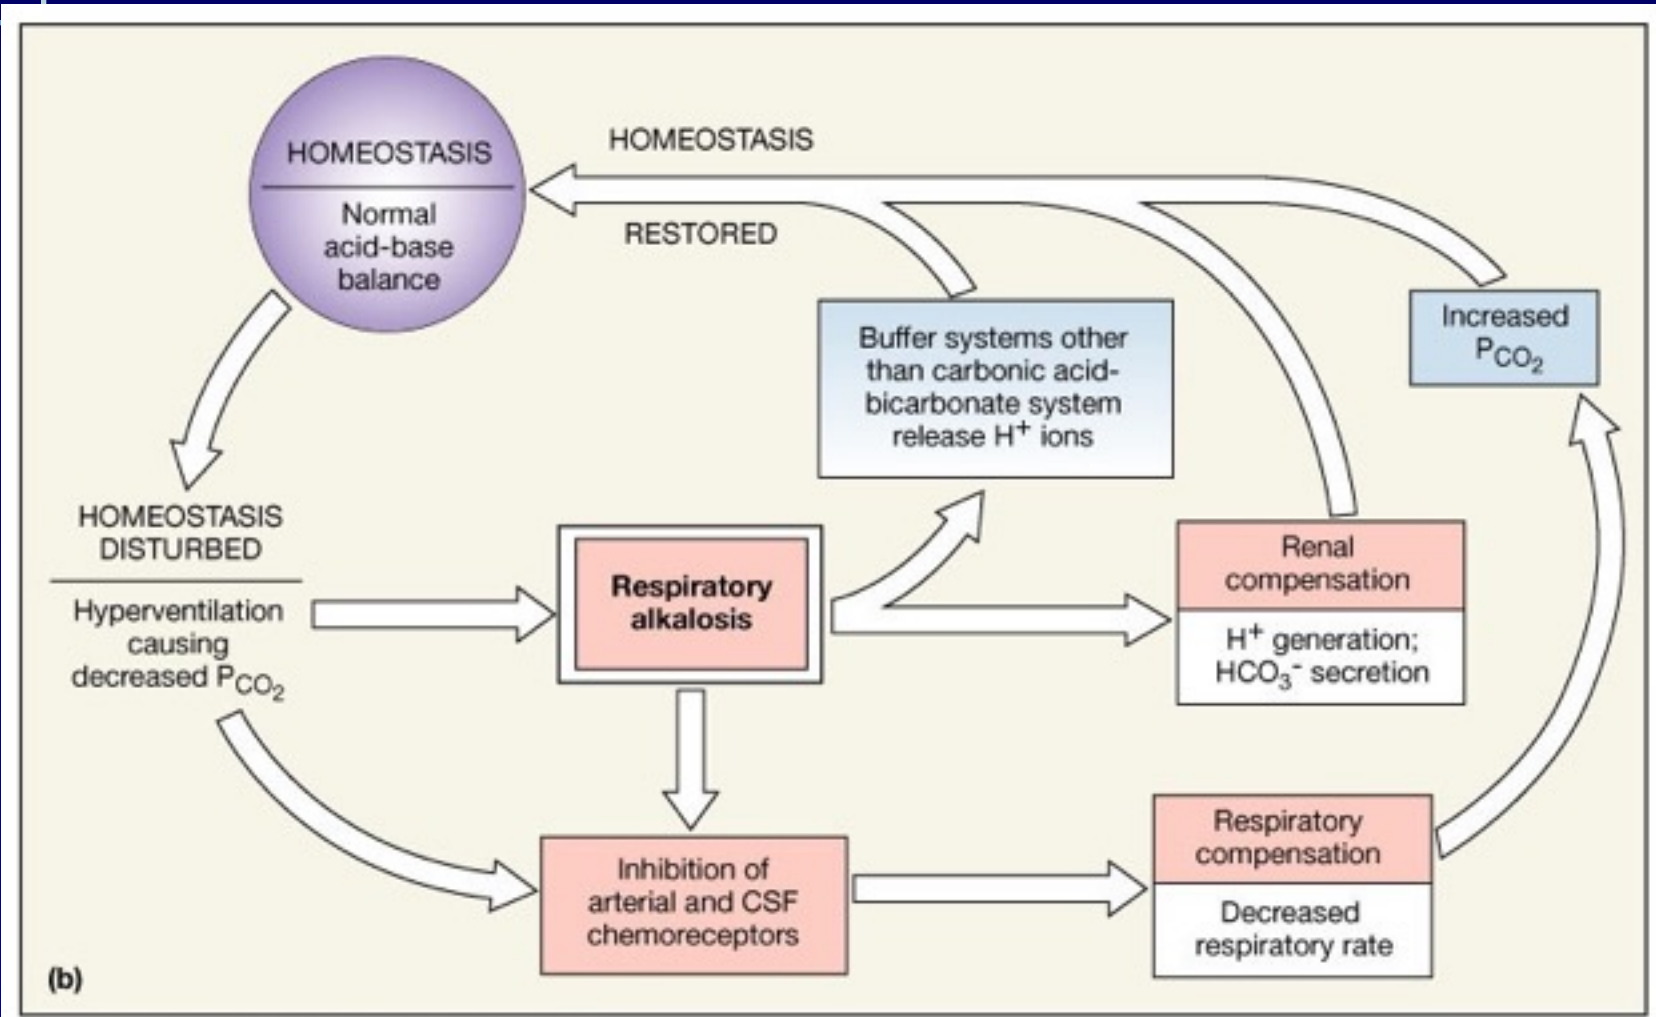 HOMEOSTASIS
Normal
acid-base
balance
HOMEOSTASIS
RESTORED
Buffer systems other
than carbonic acid-
bicarbonate system
release H⁺ ions
Increased
PCO₂
HOMEOSTASIS
DISTURBED
Hyperventilation
causing
decreased PCO₂
Respiratory
alkalosis
Renal
compensation
H⁺ generation;
HCO₃⁻ secretion
Inhibition of
arterial and CSF
chemoreceptors
Respiratory
compensation
Decreased
respiratory rate
(b)